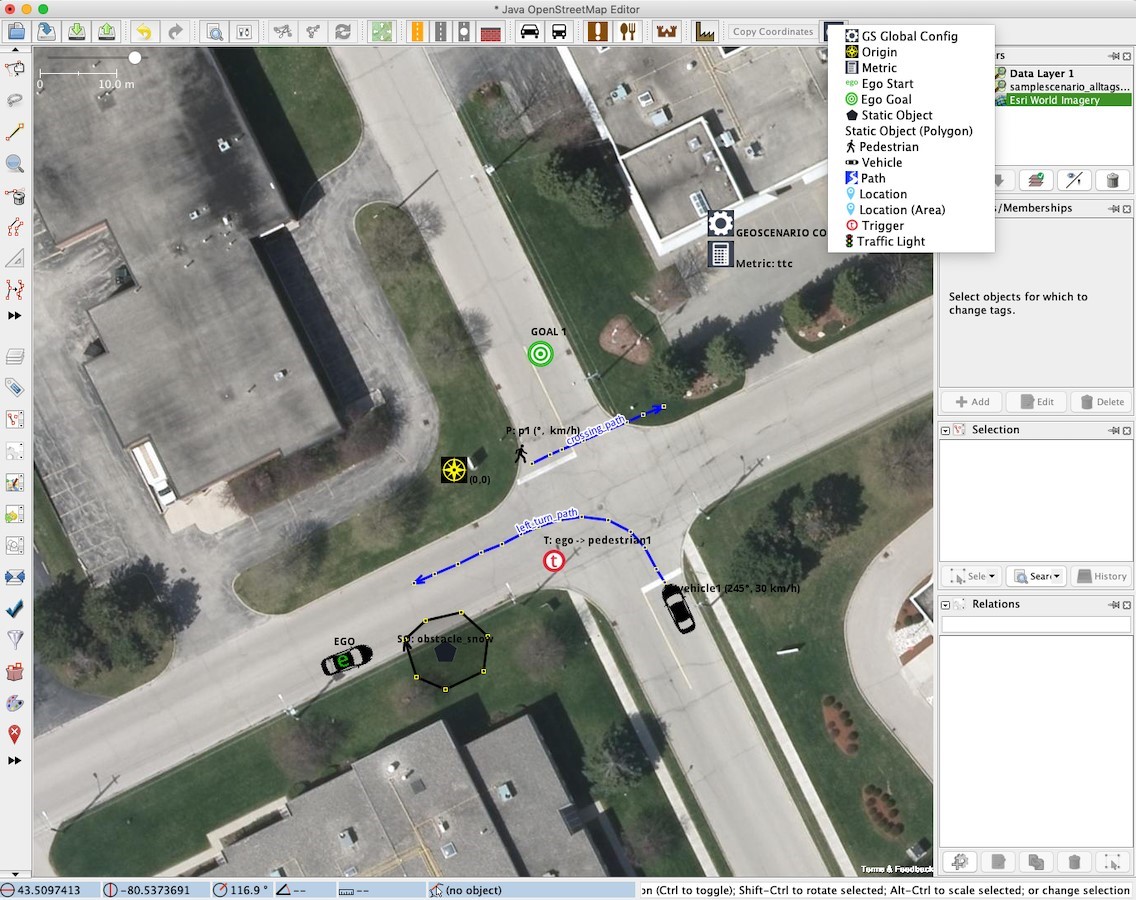 * Java OpenStreetMap Editor
Copy Coordinates
GS Global Config
Origin
Metric
Ego Start
Ego Goal
Static Object
Static Object (Polygon)
Pedestrian
Vehicle
Path
Location
Location (Area)
Trigger
Traffic Light
rs
Data Layer 1
samplescenario_alltags...
Esri World Imagery
s/Memberships
Select objects for which to
change tags.
Add Edit Delete
Selection
Sele Searc History
Relations
0 10.0 m
GEOSCENARIO CO
Metric: ttc
GOAL 1
P: p1 (°, km/h)
crossing_path
(0,0)
left_turn_path
T: ego -> pedestrian1
vehicle1 (245°, 30 km/h)
EGO
e
t
SO: obstacle_snow
Terms & Feedback
43.5097413 -80.5373691 116.9 ° -- -- (no object) on (Ctrl to toggle); Shift-Ctrl to rotate selected; Alt-Ctrl to scale selected; or change selection